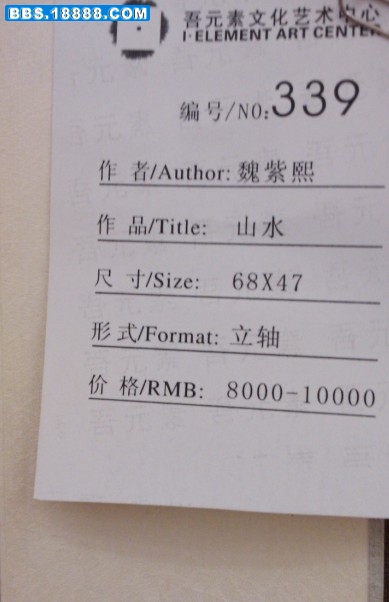 BBS.18888.COM
吾元素文化艺术中心
I·ELEMENT ART CENTER
编号/NO:339
作 者/Author: 魏紫熙
作 品/Title: 山水
尺 寸/Size: 68X47
形式/Format: 立轴
价 格/RMB: 8000-10000